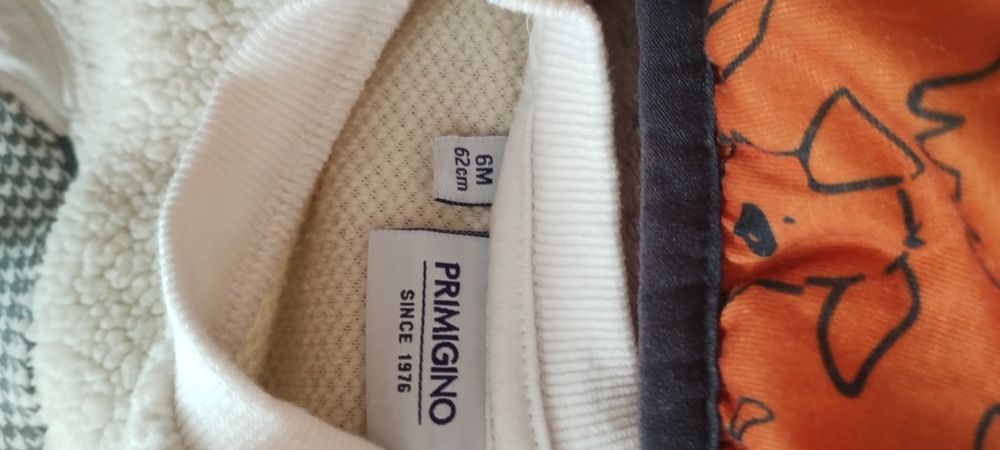 6M
62cm
PRIMIGINO
SINCE 1976